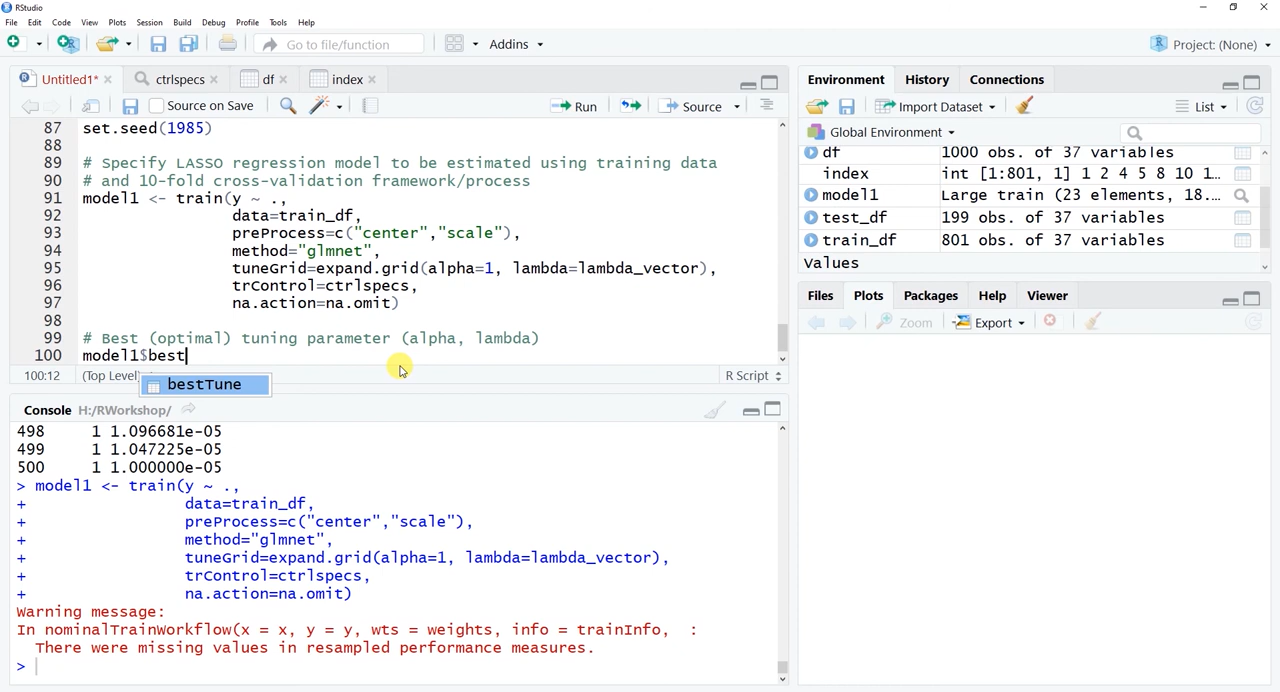 RStudio
File Edit Code View Plots Session Build Debug Profile Tools Help
Go to file/function Addins Project: (None)
Untitled1* ctrlspecs df index
Source on Save Run Source
87 set.seed(1985)
88
89 # Specify LASSO regression model to be estimated using training data
90 # and 10-fold cross-validation framework/process
91 model1 <- train(y ~ .,
92 data=train_df,
93 preProcess=c("center","scale"),
94 method="glmnet",
95 tuneGrid=expand.grid(alpha=1, lambda=lambda_vector),
96 trControl=ctrlspecs,
97 na.action=na.omit)
98
99 # Best (optimal) tuning parameter (alpha, lambda)
100 model1$best
100:12 (Top Level) R Script
bestTune
Console H:/RWorkshop/
498 1 1.096681e-05
499 1 1.047225e-05
500 1 1.000000e-05
> model1 <- train(y ~ .,
+ data=train_df,
+ preProcess=c("center","scale"),
+ method="glmnet",
+ tuneGrid=expand.grid(alpha=1, lambda=lambda_vector),
+ trControl=ctrlspecs,
+ na.action=na.omit)
Warning message:
In nominalTrainWorkflow(x = x, y = y, wts = weights, info = trainInfo, :
There were missing values in resampled performance measures.
>
Environment History Connections
Import Dataset List
Global Environment
df 1000 obs. of 37 variables
index int [1:801, 1] 1 2 4 5 8 10 1...
model1 Large train (23 elements, 18....
test_df 199 obs. of 37 variables
train_df 801 obs. of 37 variables
Values
Files Plots Packages Help Viewer
Zoom Export